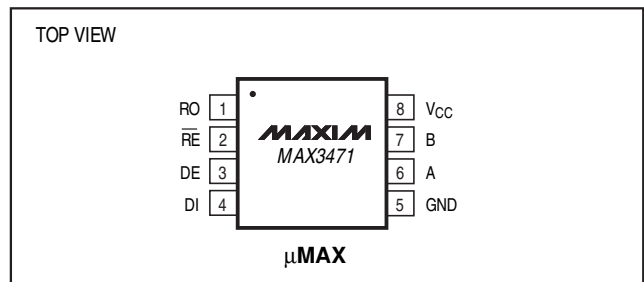 TOP VIEW
RO 1
RE 2
DE 3
DI 4
MAXIM
MAX3471
8 VCC
7 B
6 A
5 GND
µMAX